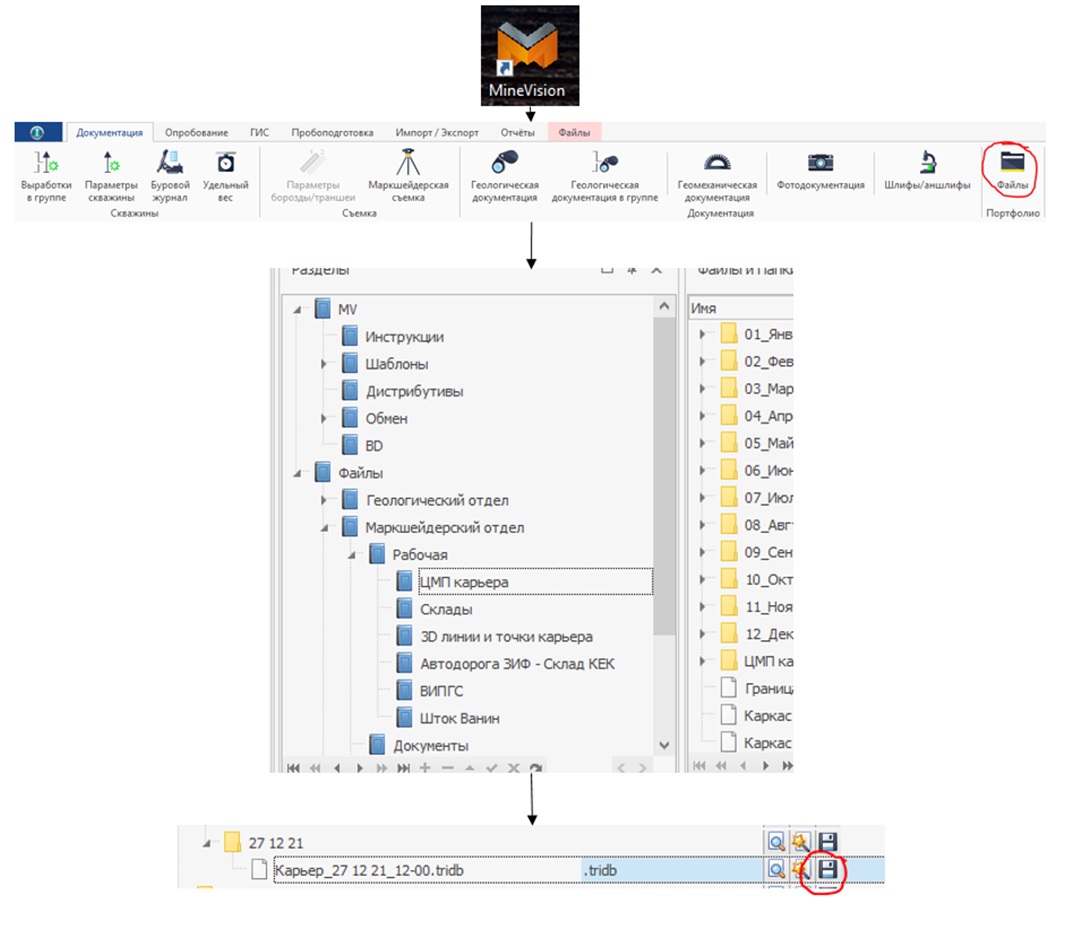 MineVision
Документация Опробование ГИС Пробоподготовка Импорт / Экспорт Отчёты Файлы
Выработки в группе
Параметры скважины
Буровой журнал
Удельный вес
Параметры борозды/траншеи
Маркшейдерская съемка
Геологическая документация
Геологическая документация в группе
Геомеханическая документация
Фотодокументация
Шлифы/аншлифы
Файлы
Скважины Съемка Документация Портфолио
Разделы
MV
Инструкции
Шаблоны
Дистрибутивы
Обмен
BD
Файлы
Геологический отдел
Маркшейдерский отдел
Рабочая
ЦМП карьера
Склады
3D линии и точки карьера
Автодорога ЗИФ - Склад КЕК
ВИПГС
Шток Ванин
Документы
Файлы и Папки
Имя
01_Янв
02_Фев
03_Мар
04_Апр
05_Май
06_Июн
07_Июл
08_Авг
09_Сен
10_Окт
11_Ноя
12_Дек
ЦМП ка
Граница
Каркас
Каркас
27 12 21
Карьер_27 12 21_12-00.tridb .tridb